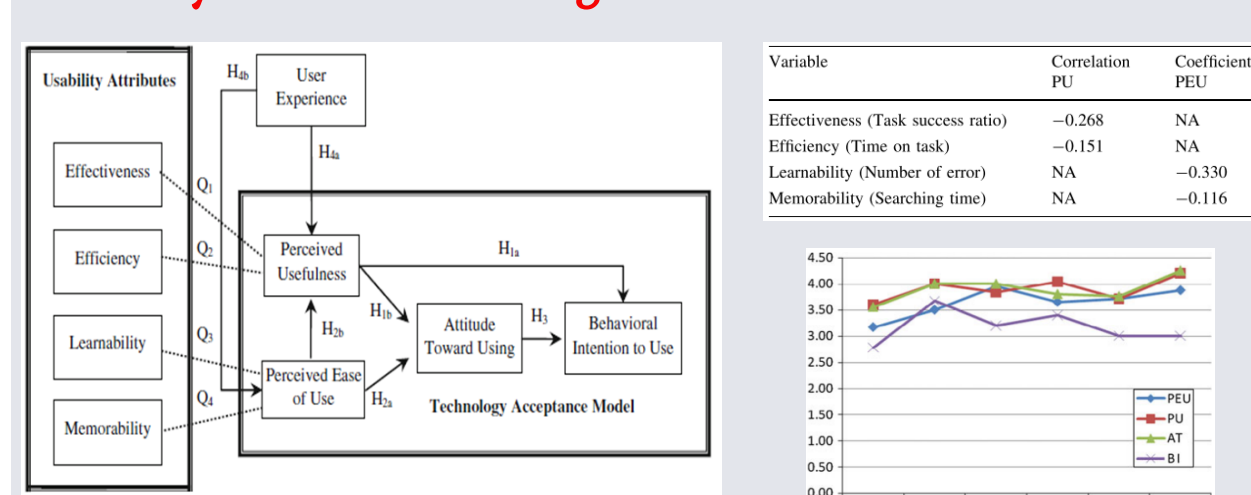 Usability Attributes
Effectiveness
Efficiency
Learnability
Memorability
Q1
Q2
Q3
Q4
H4b
User
Experience
H4a
Perceived
Usefulness
H1a
H1b
H2b
Attitude
Toward Using
H3
Behavioral
Intention to Use
Perceived Ease
of Use
H2a
Technology Acceptance Model
Variable Correlation Coefficient
PU PEU
Effectiveness (Task success ratio) −0.268 NA
Efficiency (Time on task) −0.151 NA
Learnability (Number of error) NA −0.330
Memorability (Searching time) NA −0.116
4.50
4.00
3.50
3.00
2.50
2.00
1.50
1.00
0.50
0.00
PEU
PU
AT
BI